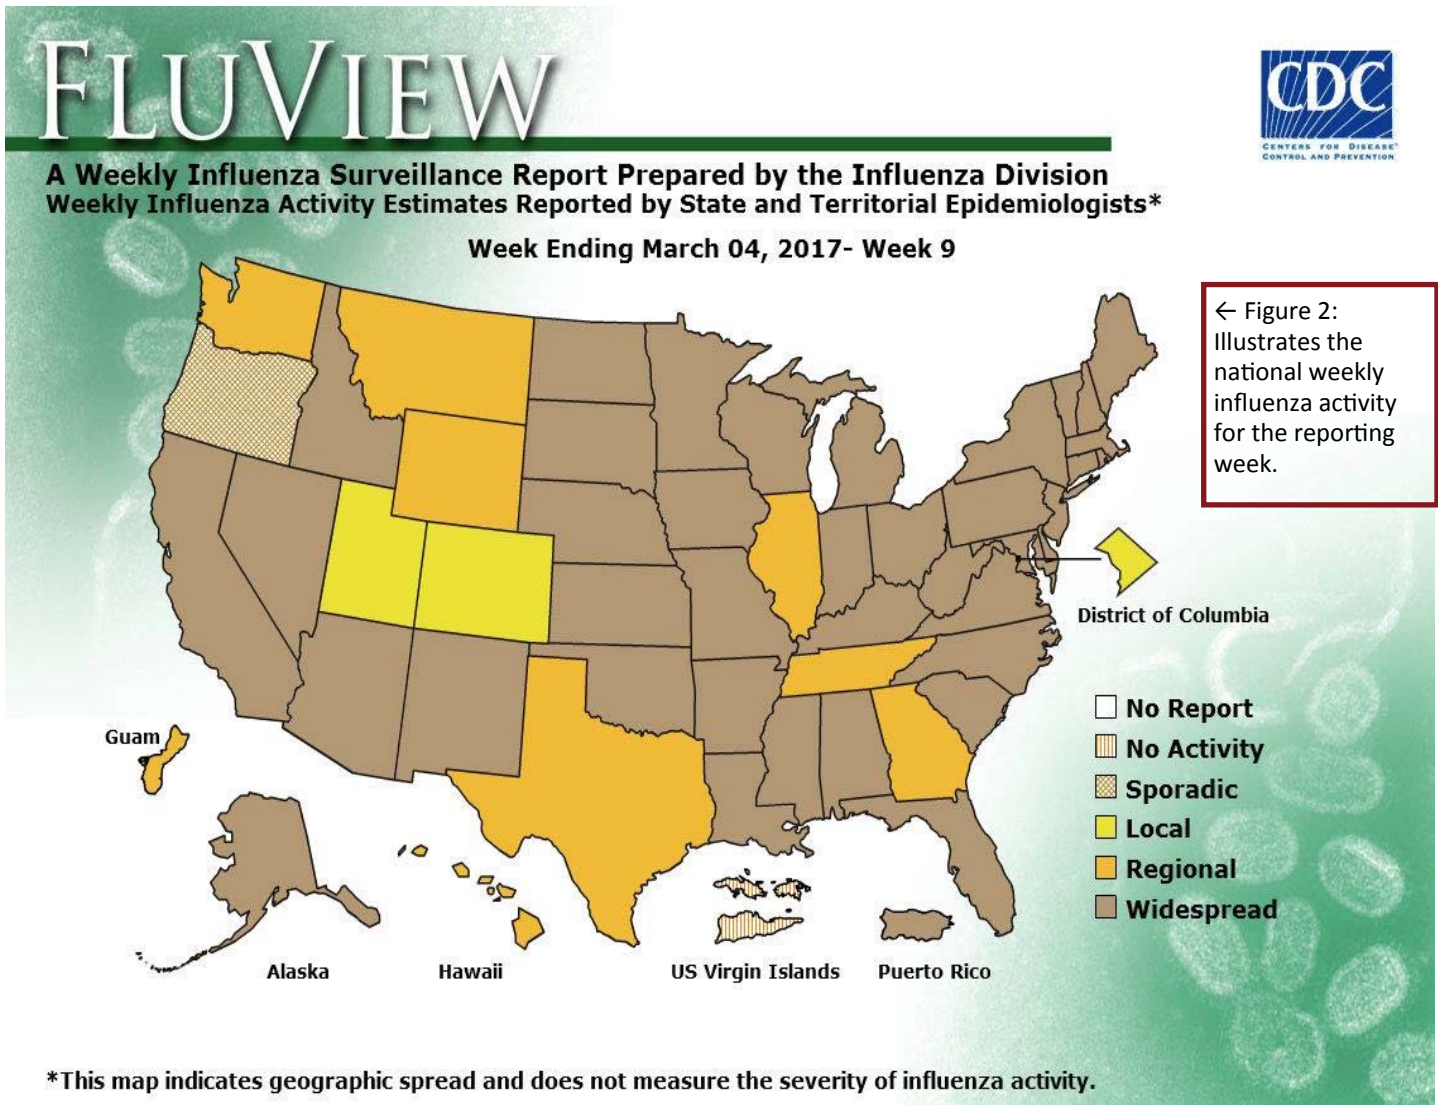 FLUVIEW
CDC
CENTERS FOR DISEASE™
CONTROL AND PREVENTION
A Weekly Influenza Surveillance Report Prepared by the Influenza Division
Weekly Influenza Activity Estimates Reported by State and Territorial Epidemiologists*
Week Ending March 04, 2017- Week 9
← Figure 2:
Illustrates the
national weekly
influenza activity
for the reporting
week.
District of Columbia
No Report
No Activity
Sporadic
Local
Regional
Widespread
Guam
Alaska
Hawaii
US Virgin Islands
Puerto Rico
*This map indicates geographic spread and does not measure the severity of influenza activity.